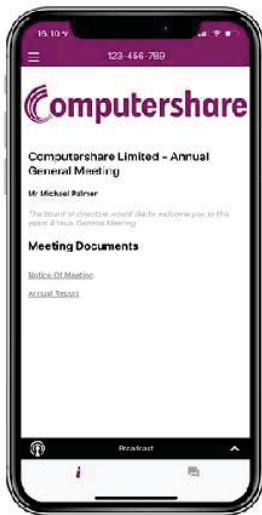 15:10
123-456-789
Computershare
Computershare Limited – Annual
General Meeting
Mr Michael Palmer
The board of directors would like to welcome you to this
years Annual General Meeting
Meeting Documents
Notice Of Meeting
Annual Report
Broadcast